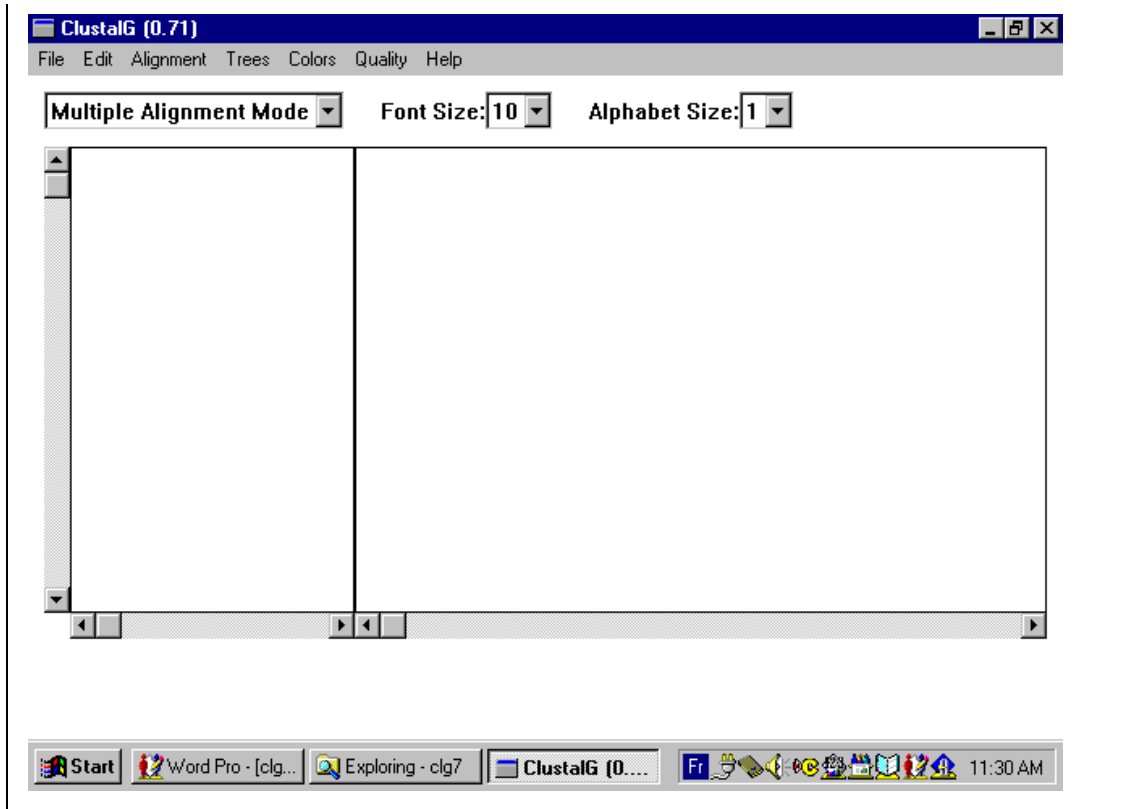 ClustalG (0.71)
File Edit Alignment Trees Colors Quality Help
Multiple Alignment Mode Font Size: 10 Alphabet Size: 1
Start Word Pro - [clg... Exploring - clg7 ClustalG (0.... Fr 11:30 AM